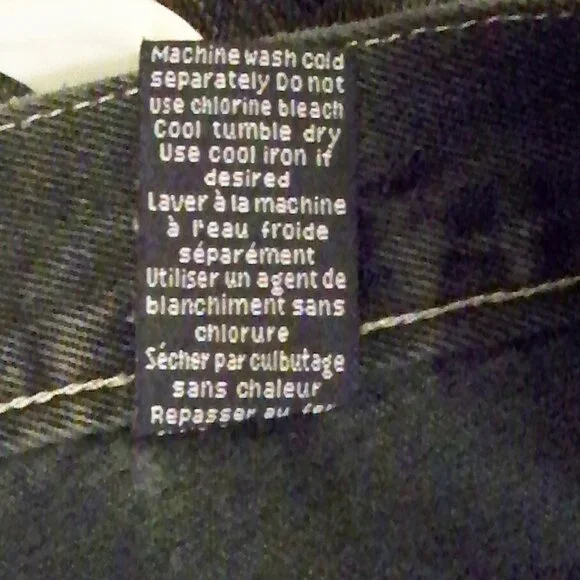 Machine wash cold
separately Do not
use chlorine bleach
Cool tumble dry
Use cool iron if
desired
Laver à la machine
à l'eau froide
séparément
Utiliser un agent de
blanchiment sans
chlorure
Sécher par culbutage
sans chaleur
Repasser au fer